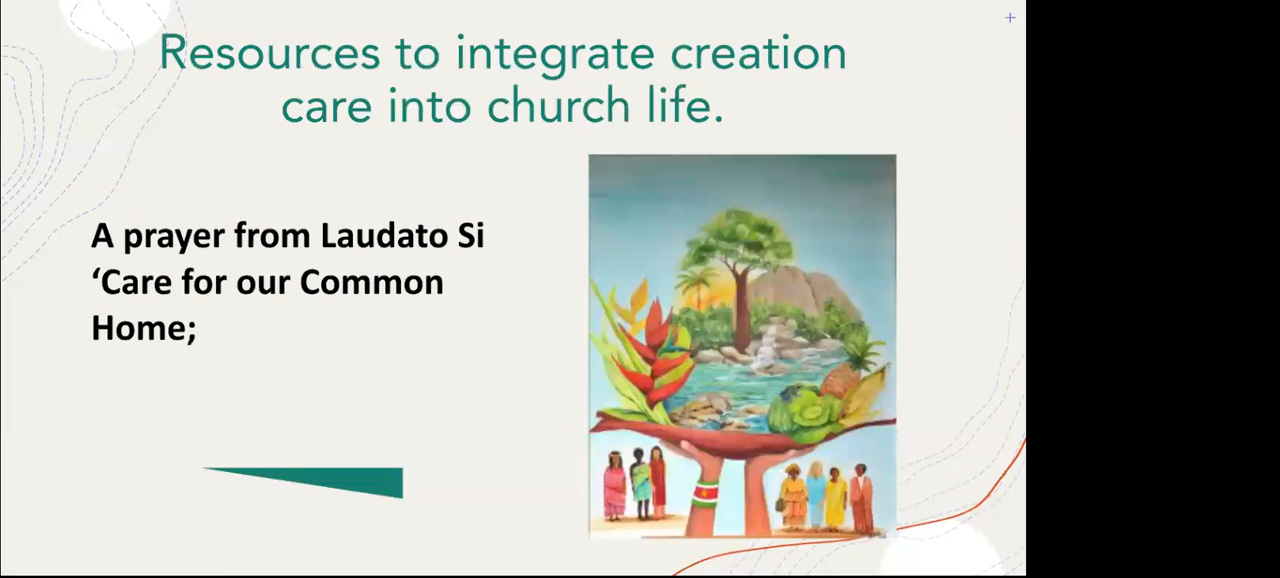 Resources to integrate creation
care into church life.
A prayer from Laudato Si
‘Care for our Common
Home;